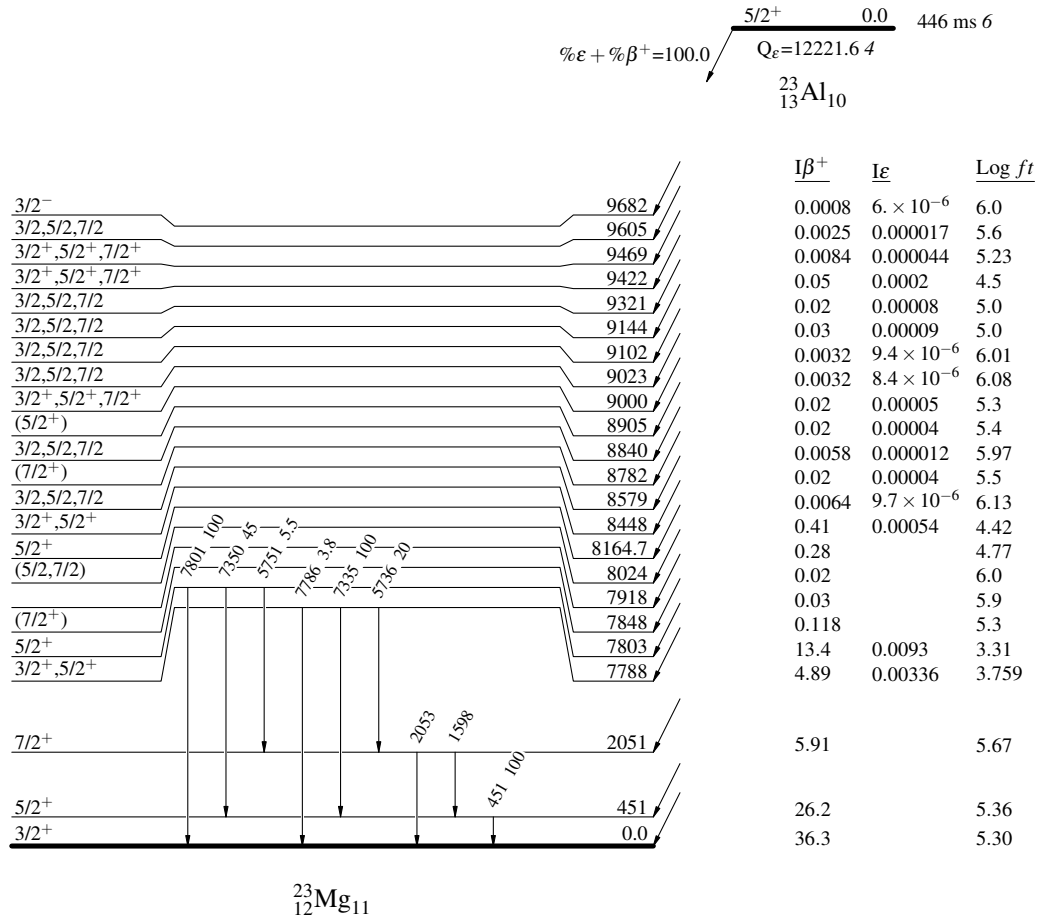 5/2⁺ 0.0 446 ms 6
%ε + %β⁺=100.0 Q_ε=12221.6 4
²³₁₃Al₁₀
Iβ⁺ Iε Log ft
3/2⁻ 9682 0.0008 6. × 10⁻⁶ 6.0
3/2,5/2,7/2 9605 0.0025 0.000017 5.6
3/2⁺,5/2⁺,7/2⁺ 9469 0.0084 0.000044 5.23
3/2⁺,5/2⁺,7/2⁺ 9422 0.05 0.0002 4.5
3/2,5/2,7/2 9321 0.02 0.00008 5.0
3/2,5/2,7/2 9144 0.03 0.00009 5.0
3/2,5/2,7/2 9102 0.0032 9.4 × 10⁻⁶ 6.01
3/2,5/2,7/2 9023 0.0032 8.4 × 10⁻⁶ 6.08
3/2⁺,5/2⁺,7/2⁺ 9000 0.02 0.00005 5.3
(5/2⁺) 8905 0.02 0.00004 5.4
3/2,5/2,7/2 8840 0.0058 0.000012 5.97
(7/2⁺) 8782 0.02 0.00004 5.5
3/2,5/2,7/2 8579 0.0064 9.7 × 10⁻⁶ 6.13
3/2⁺,5/2⁺ 8448 0.41 0.00054 4.42
5/2⁺ 8164.7 0.28 4.77
(5/2,7/2) 8024 0.02 6.0
7918 0.03 5.9
(7/2⁺) 7848 0.118 5.3
5/2⁺ 7803 13.4 0.0093 3.31
3/2⁺,5/2⁺ 7788 4.89 0.00336 3.759
7801 100
7350 45
5751 5.5
7786 3.8
7335 100
5736 20
7/2⁺ 2051 5.91 5.67
2053
1598
451 100
5/2⁺ 451 26.2 5.36
3/2⁺ 0.0 36.3 5.30
²³₁₂Mg₁₁